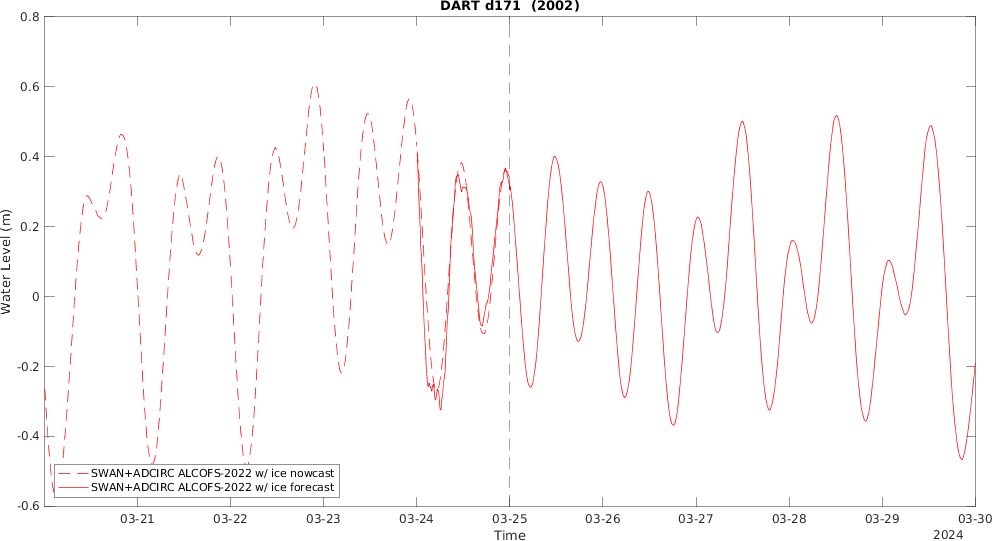 DART d171  (2002)
0.8
0.6
0.4
0.2
0
-0.2
-0.4
-0.6
Water Level (m)
SWAN+ADCIRC ALCOFS-2022 w/ ice nowcast
SWAN+ADCIRC ALCOFS-2022 w/ ice forecast
03-21 03-22 03-23 03-24 03-25 03-26 03-27 03-28 03-29 03-30
Time
2024